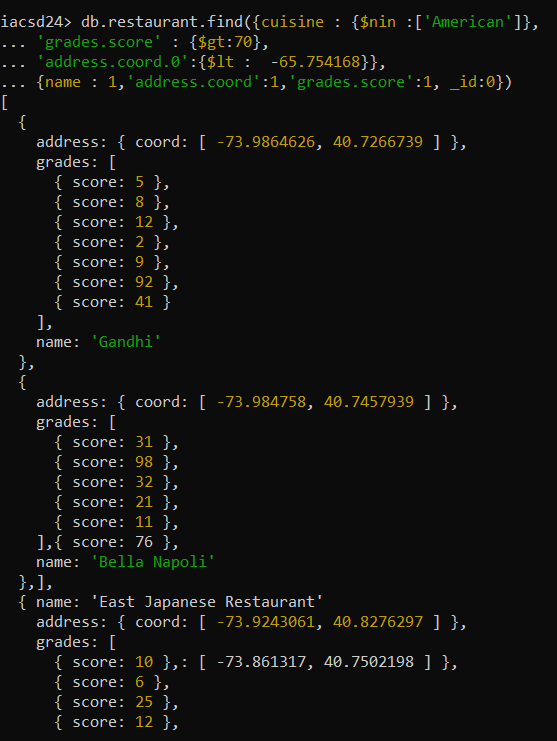 iacsd24> db.restaurant.find({cuisine : {$nin :['American']},
... 'grades.score' : {$gt:70},
... 'address.coord.0':{$lt :  -65.754168}},
... {name : 1,'address.coord':1,'grades.score':1, _id:0})
[
  {
    address: { coord: [ -73.9864626, 40.7266739 ] },
    grades: [
      { score: 5 },
      { score: 8 },
      { score: 12 },
      { score: 2 },
      { score: 9 },
      { score: 92 },
      { score: 41 }
    ],
    name: 'Gandhi'
  },
  {
    address: { coord: [ -73.984758, 40.7457939 ] },
    grades: [
      { score: 31 },
      { score: 98 },
      { score: 32 },
      { score: 21 },
      { score: 11 },
    ],{ score: 76 },
    name: 'Bella Napoli'
  },],
  { name: 'East Japanese Restaurant'
    address: { coord: [ -73.9243061, 40.8276297 ] },
    grades: [
      { score: 10 },: [ -73.861317, 40.7502198 ] },
      { score: 6 },
      { score: 25 },
      { score: 12 },